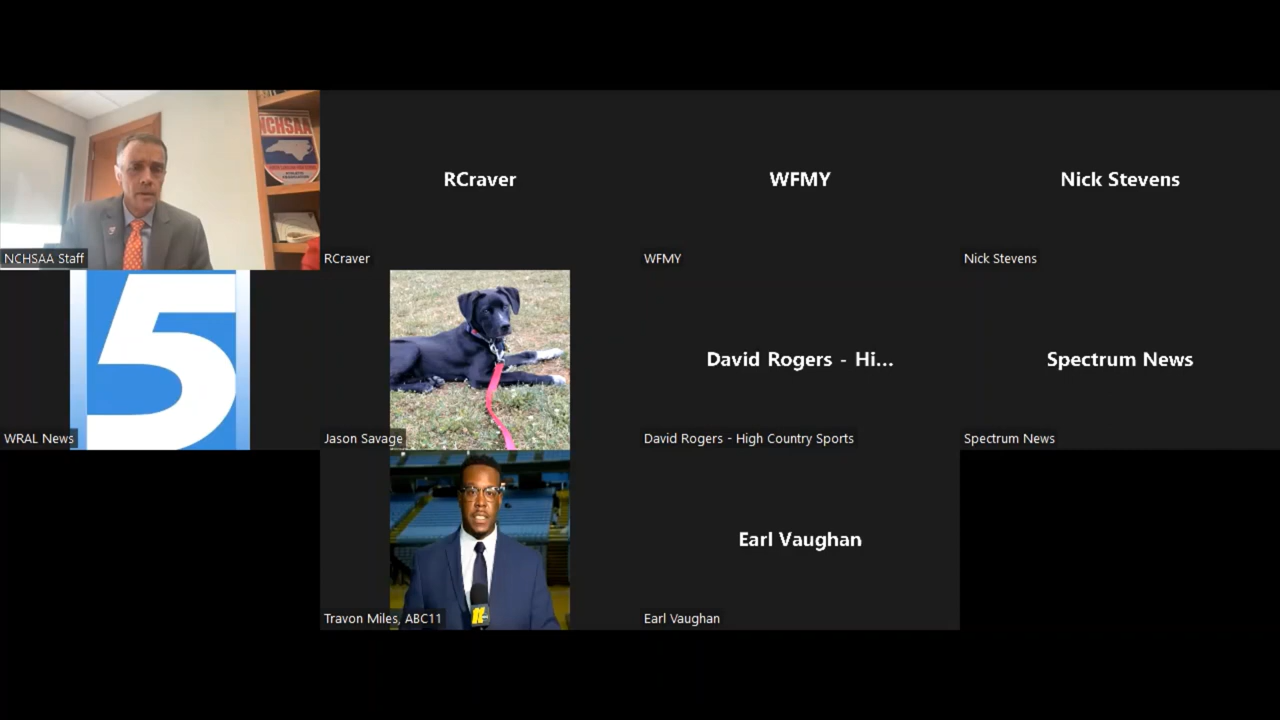 NCHSAA
NCHSAA Staff
RCraver
RCraver
WFMY
WFMY
Nick Stevens
Nick Stevens
5
WRAL News
Jason Savage
David Rogers - Hi...
David Rogers - High Country Sports
Spectrum News
Spectrum News
11
Travon Miles, ABC11
Earl Vaughan
Earl Vaughan